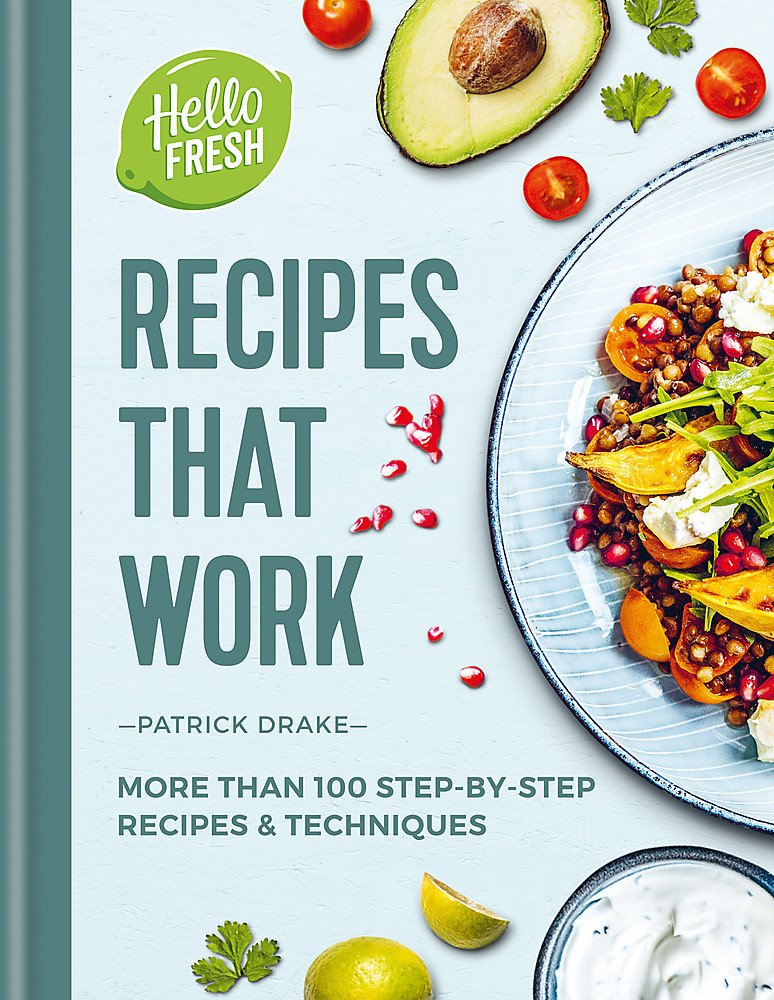 Hello
FRESH
RECIPES
THAT
WORK
—PATRICK DRAKE—
MORE THAN 100 STEP-BY-STEP
RECIPES & TECHNIQUES